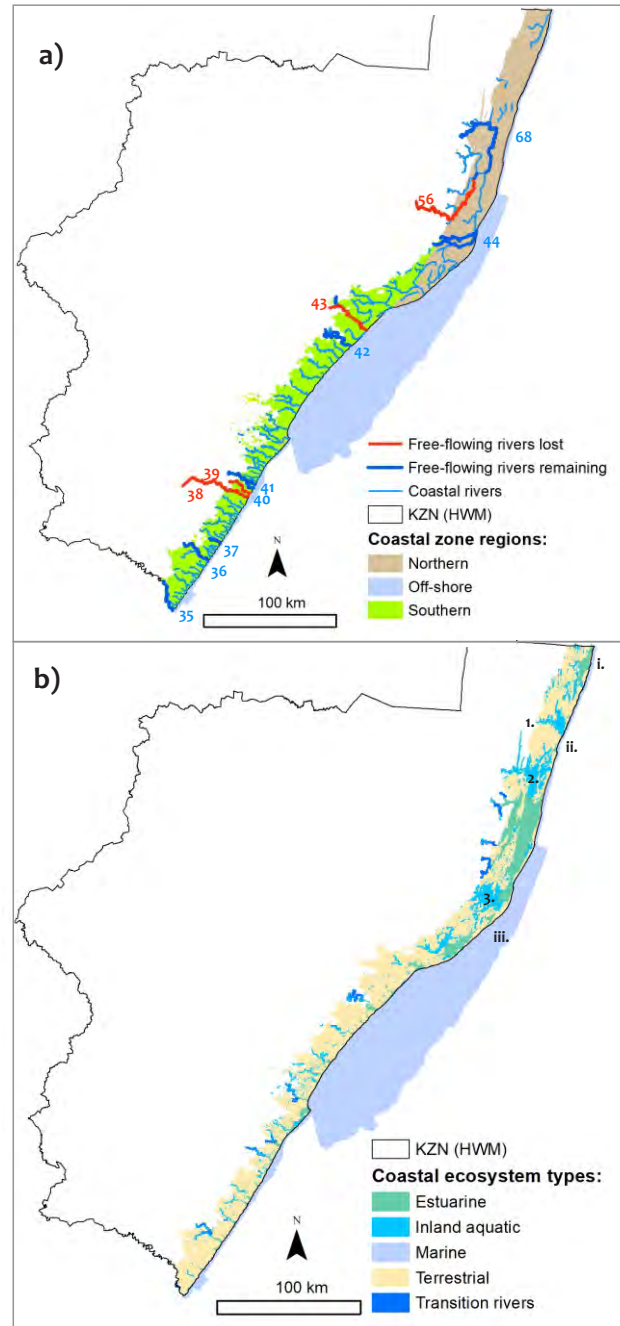 a)
68
56
44
43
42
39
38
41
40
37
36
35
Free-flowing rivers lost
Free-flowing rivers remaining
Coastal rivers
KZN (HWM)
Coastal zone regions:
Northern
Off-shore
Southern
N
100 km
b)
i.
1.
ii.
2.
3.
iii.
KZN (HWM)
Coastal ecosystem types:
Estuarine
Inland aquatic
Marine
Terrestrial
Transition rivers
N
100 km